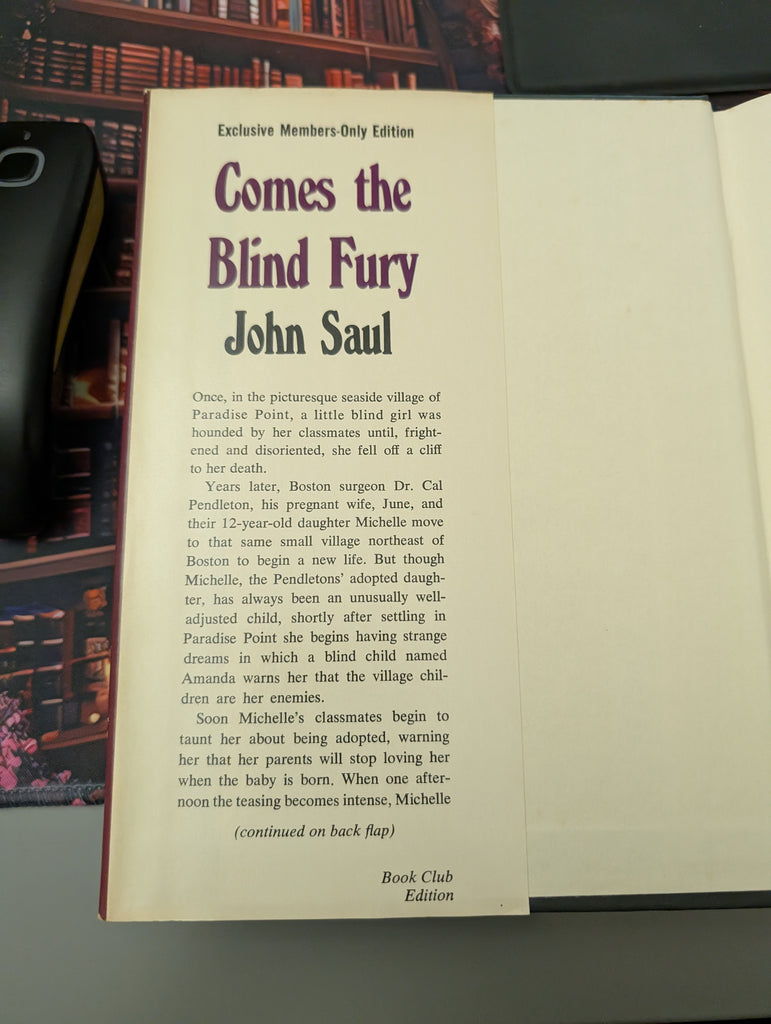 Exclusive Members-Only Edition
Comes the
Blind Fury
John Saul
Once, in the picturesque seaside village of
Paradise Point, a little blind girl was
hounded by her classmates until, fright-
ened and disoriented, she fell off a cliff
to her death.
Years later, Boston surgeon Dr. Cal
Pendleton, his pregnant wife, June, and
their 12-year-old daughter Michelle move
to that same small village northeast of
Boston to begin a new life. But though
Michelle, the Pendletons' adopted daugh-
ter, has always been an unusually well-
adjusted child, shortly after settling in
Paradise Point she begins having strange
dreams in which a blind child named
Amanda warns her that the village chil-
dren are her enemies.
Soon Michelle's classmates begin to
taunt her about being adopted, warning
her that her parents will stop loving her
when the baby is born. When one after-
noon the teasing becomes intense, Michelle
(continued on back flap)
Book Club
Edition